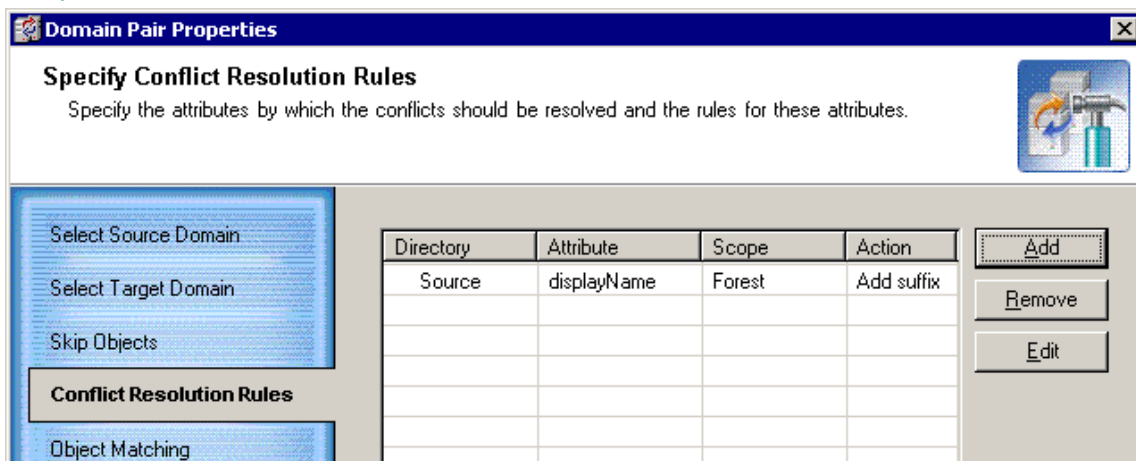 Domain Pair Properties
Specify Conflict Resolution Rules
Specify the attributes by which the conflicts should be resolved and the rules for these attributes.
Select Source Domain
Select Target Domain
Skip Objects
Conflict Resolution Rules
Object Matching
Directory Attribute Scope Action
Source displayName Forest Add suffix
Add
Remove
Edit